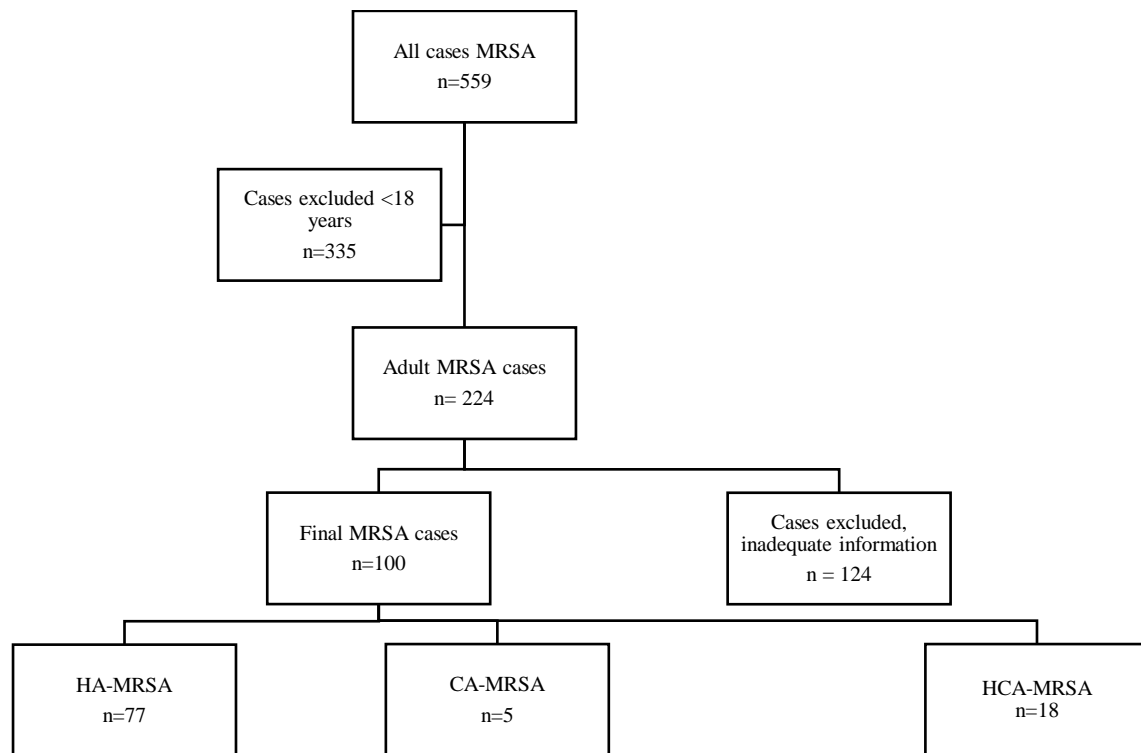 All cases MRSA
n=559
Cases excluded <18
years
n=335
Adult MRSA cases
n= 224
Final MRSA cases
n=100
Cases excluded,
inadequate information
n = 124
HA-MRSA
n=77
CA-MRSA
n=5
HCA-MRSA
n=18